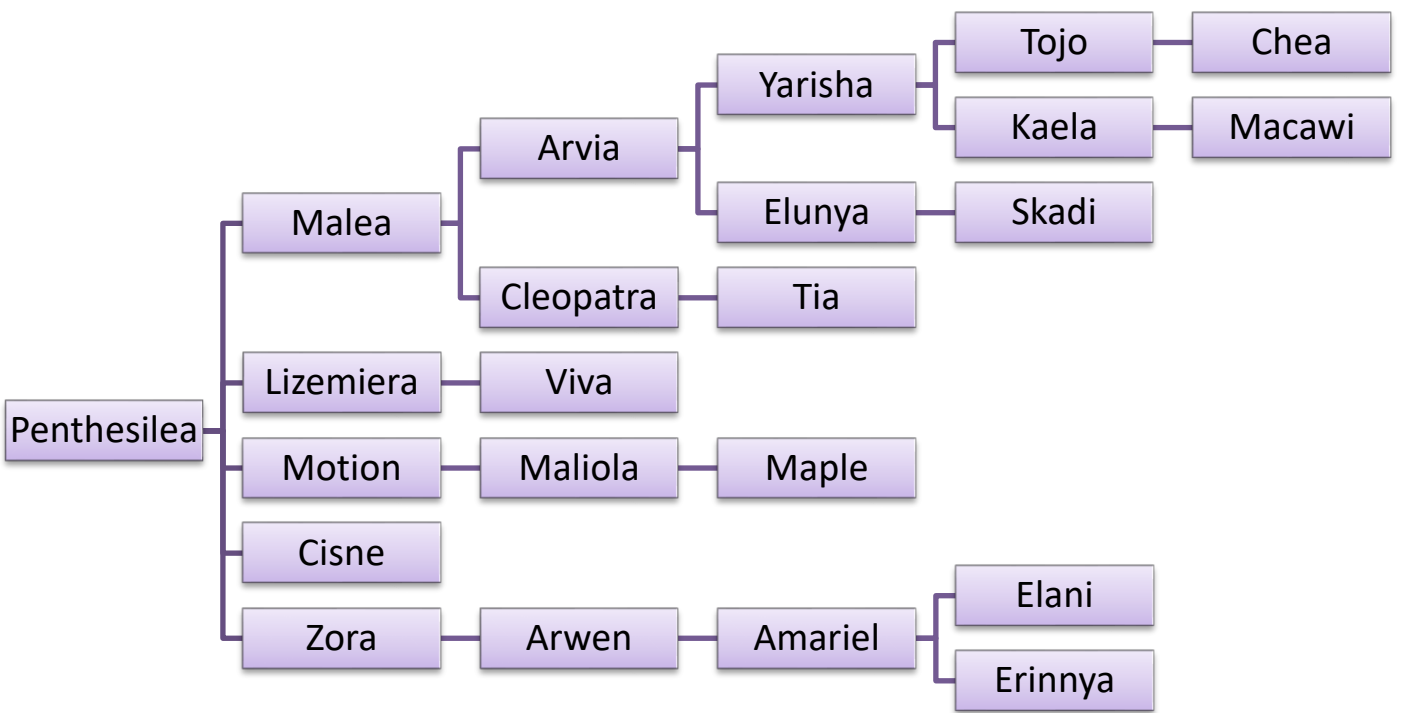 Penthesilea
Malea
Arvia
Yarisha
Tojo
Chea
Kaela
Macawi
Elunya
Skadi
Cleopatra
Tia
Lizemiera
Viva
Motion
Maliola
Maple
Cisne
Zora
Arwen
Amariel
Elani
Erinnya